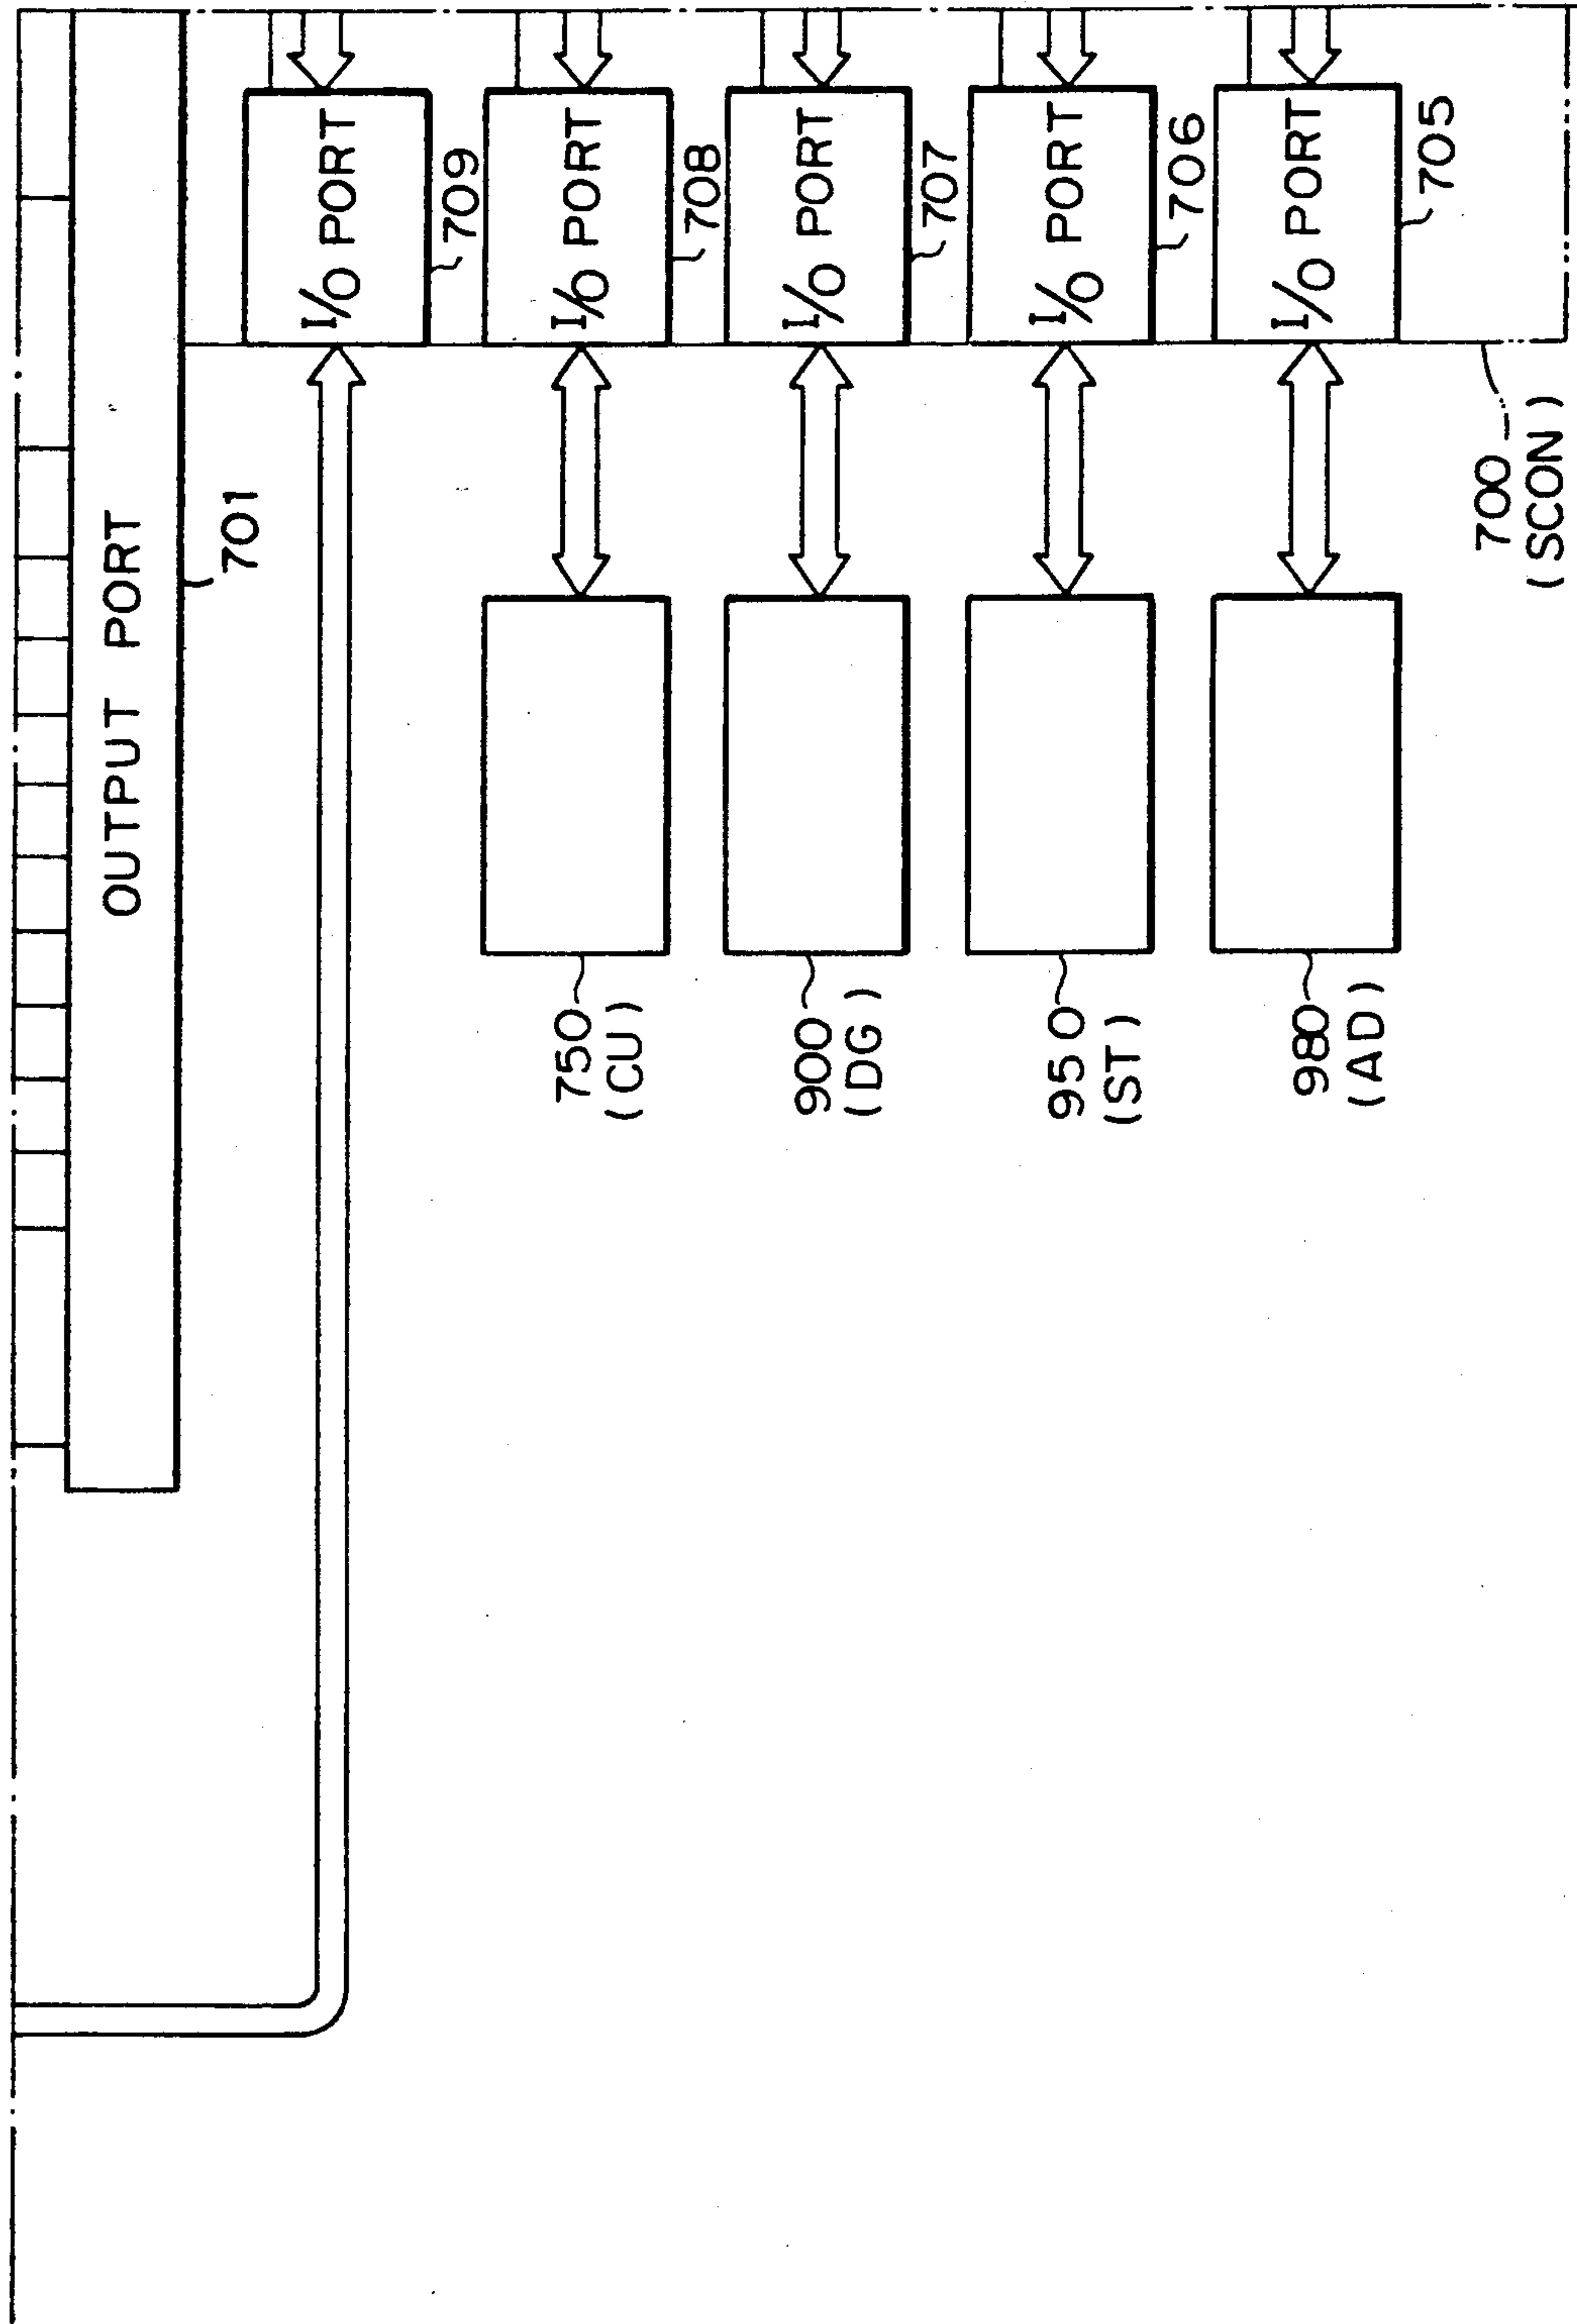 OUTPUT PORT
701
I/O PORT
709
I/O PORT
708
I/O PORT
707
I/O PORT
706
I/O PORT
705
750
(CU)
900
(DG)
950
(ST)
980
(AD)
700
(SCON)